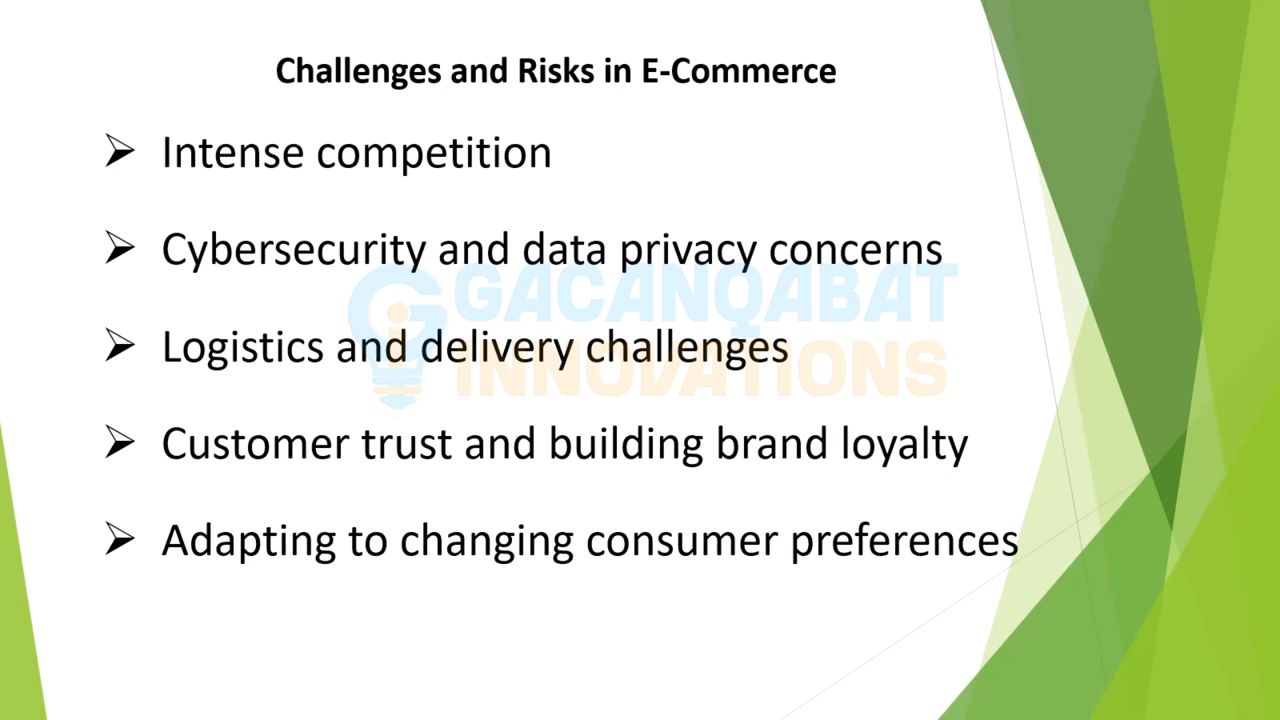 Challenges and Risks in E-Commerce
Intense competition
Cybersecurity and data privacy concerns
GACANQABAT
Logistics and delivery challenges
INNOVATIONS
Customer trust and building brand loyalty
Adapting to changing consumer preferences